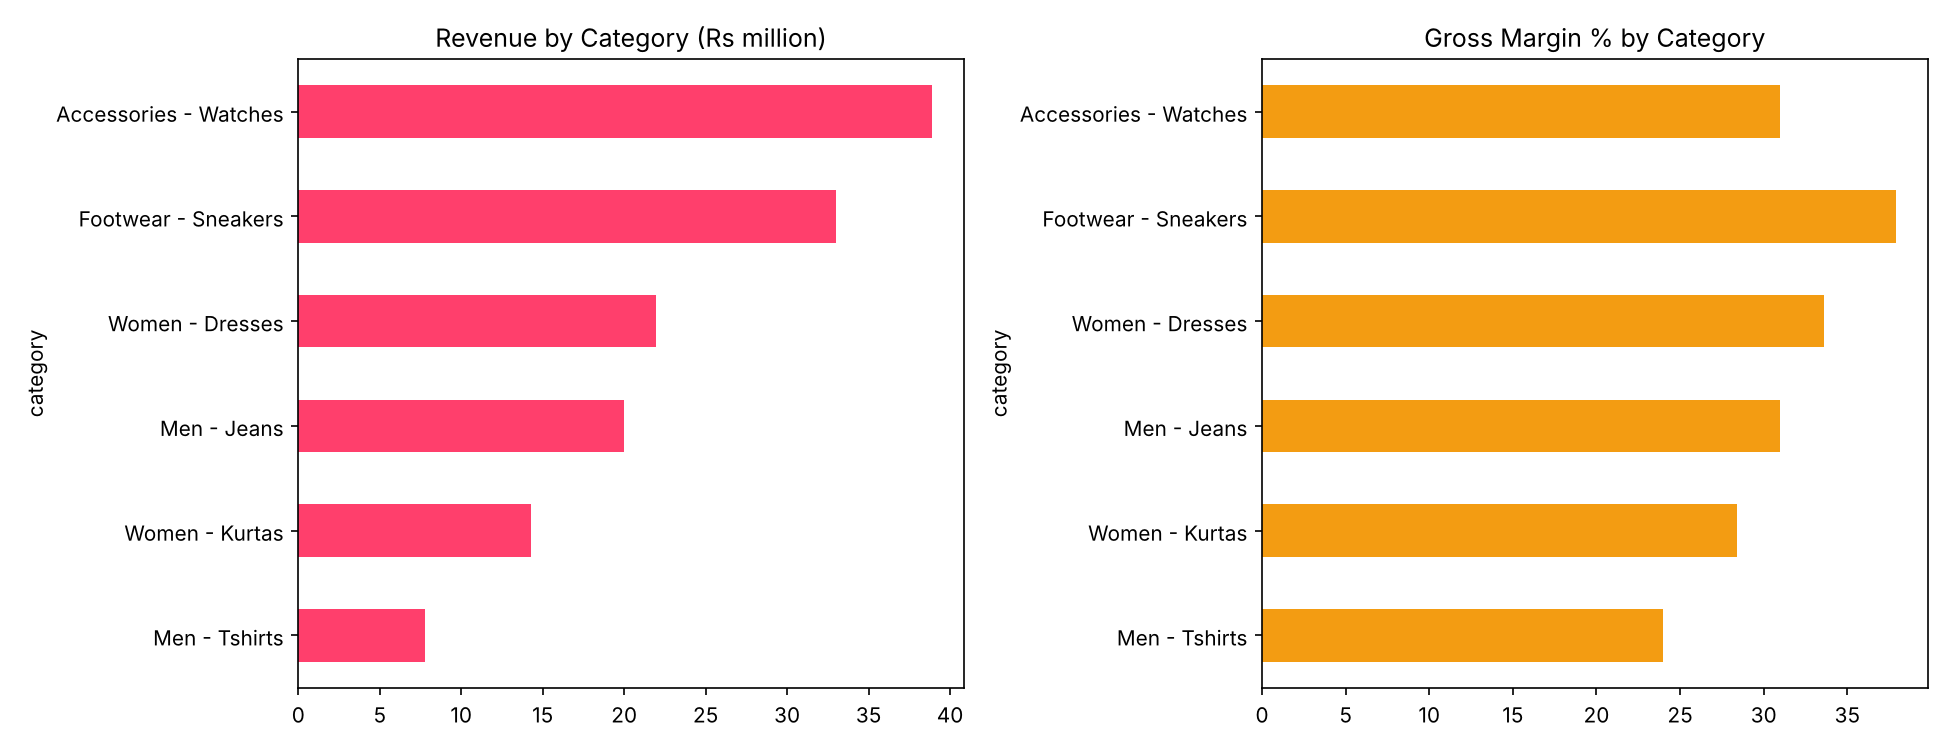 Revenue by Category (Rs million)
category
Accessories - Watches
Footwear - Sneakers
Women - Dresses
Men - Jeans
Women - Kurtas
Men - Tshirts
0 5 10 15 20 25 30 35 40
Gross Margin % by Category
category
Accessories - Watches
Footwear - Sneakers
Women - Dresses
Men - Jeans
Women - Kurtas
Men - Tshirts
0 5 10 15 20 25 30 35